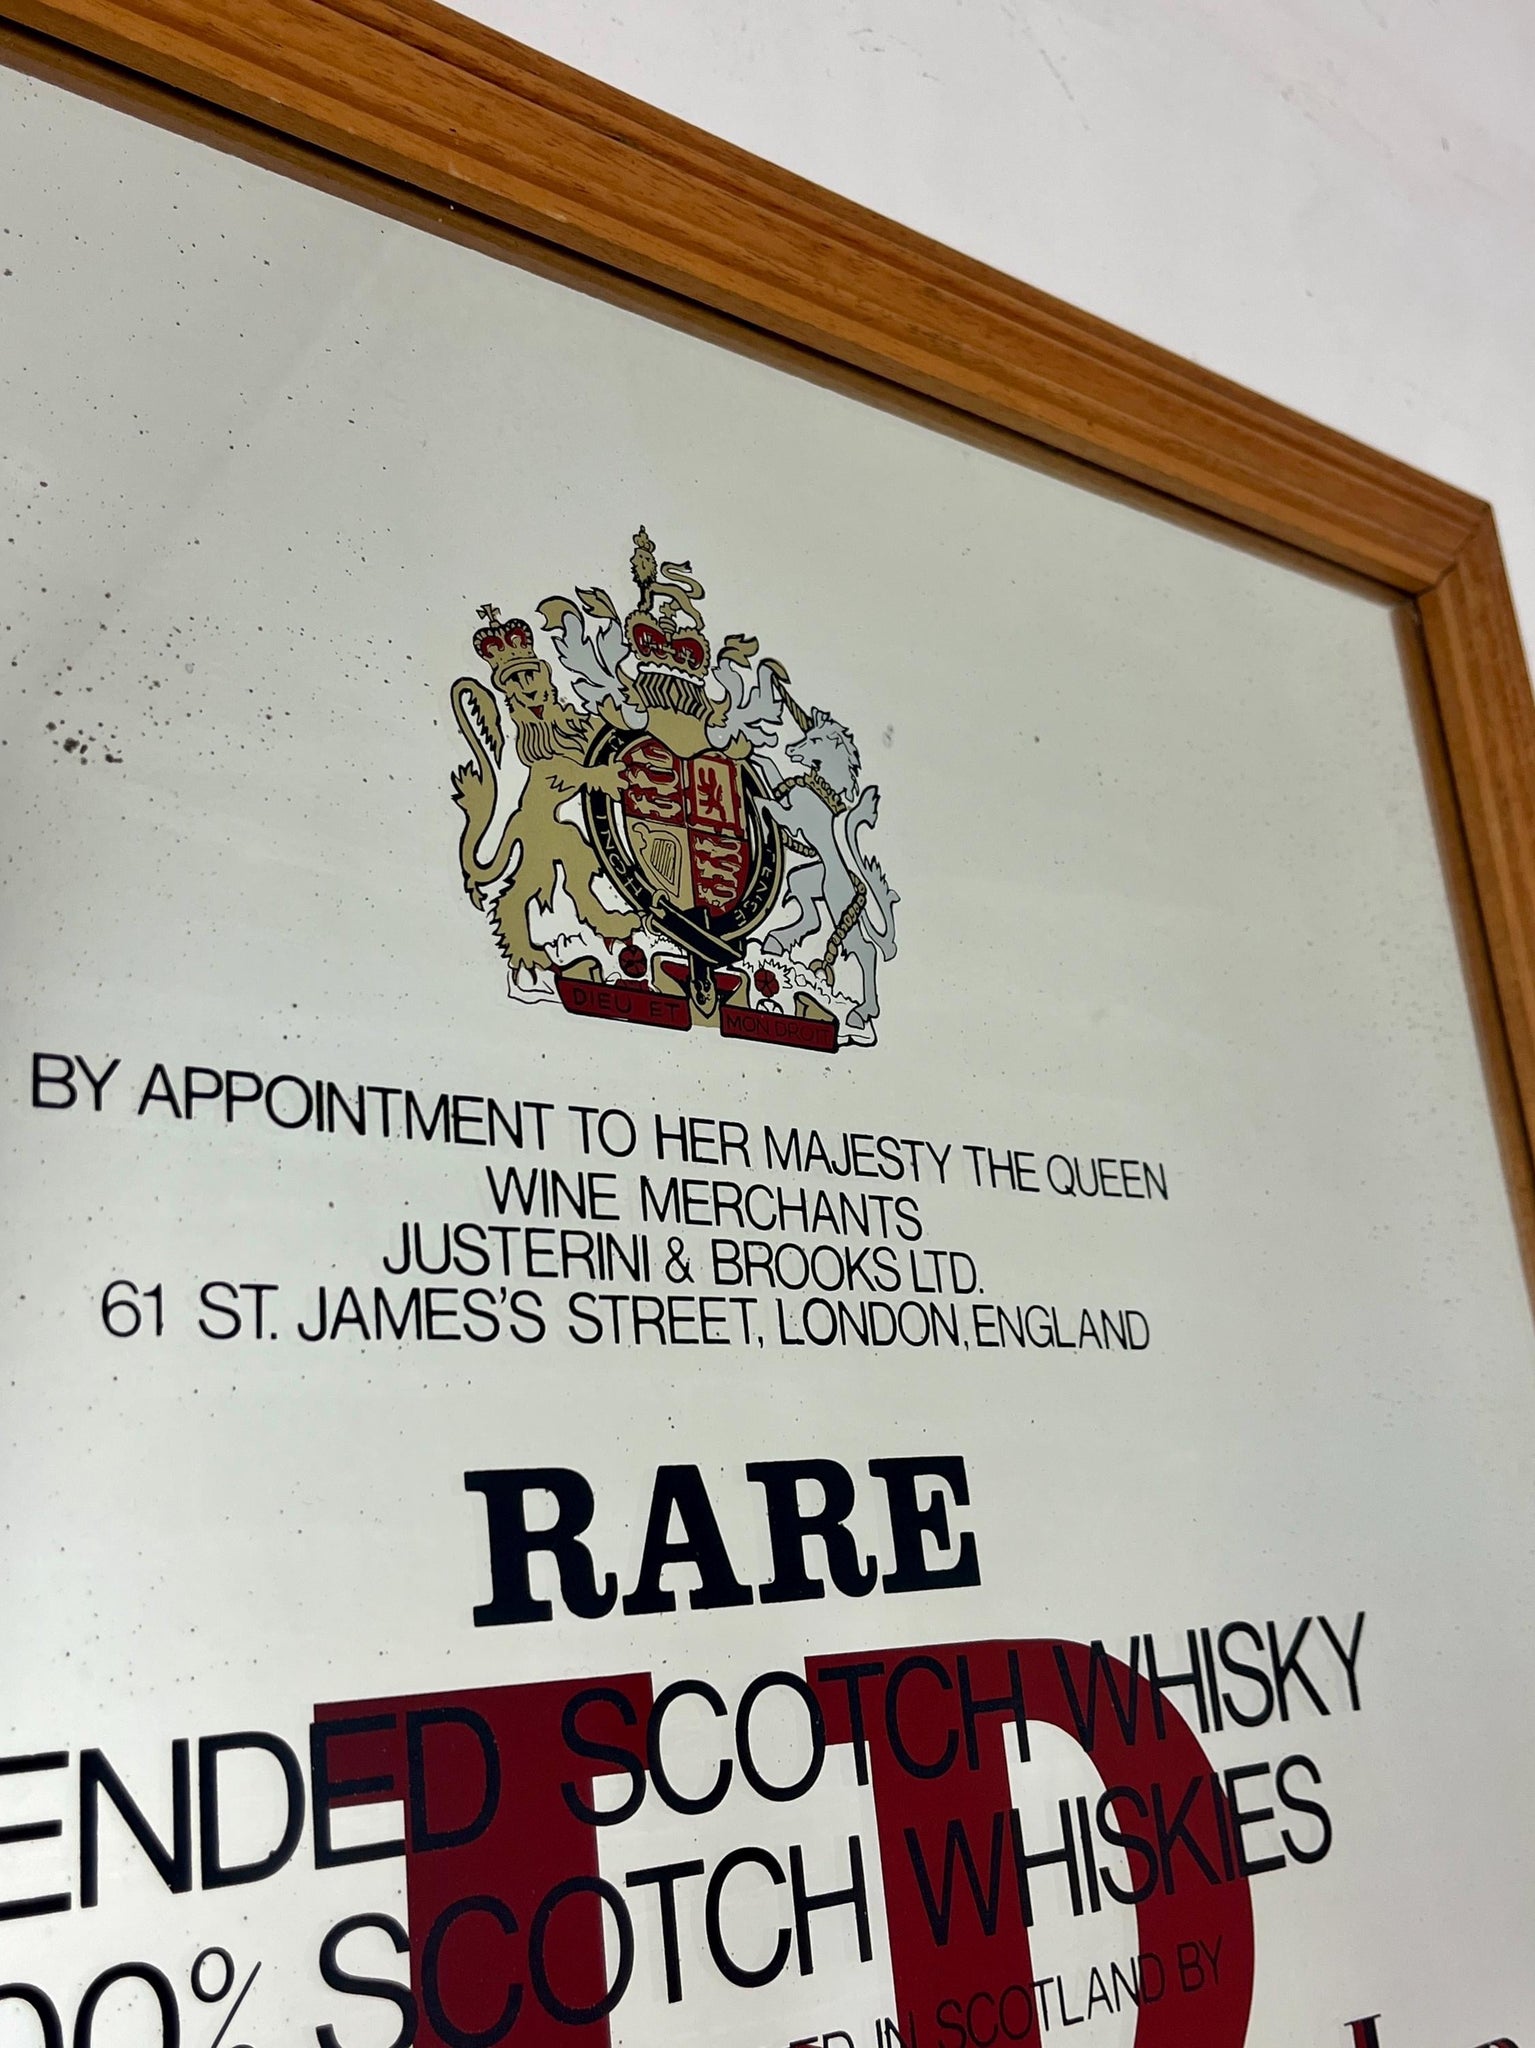 DIEU ET MON DROIT
BY APPOINTMENT TO HER MAJESTY THE QUEEN
WINE MERCHANTS
JUSTERINI & BROOKS LTD.
61 ST. JAMES'S STREET, LONDON, ENGLAND
RARE
ENDED SCOTCH WHISKY
00% SCOTCH WHISKIES
IN SCOTLAND BY